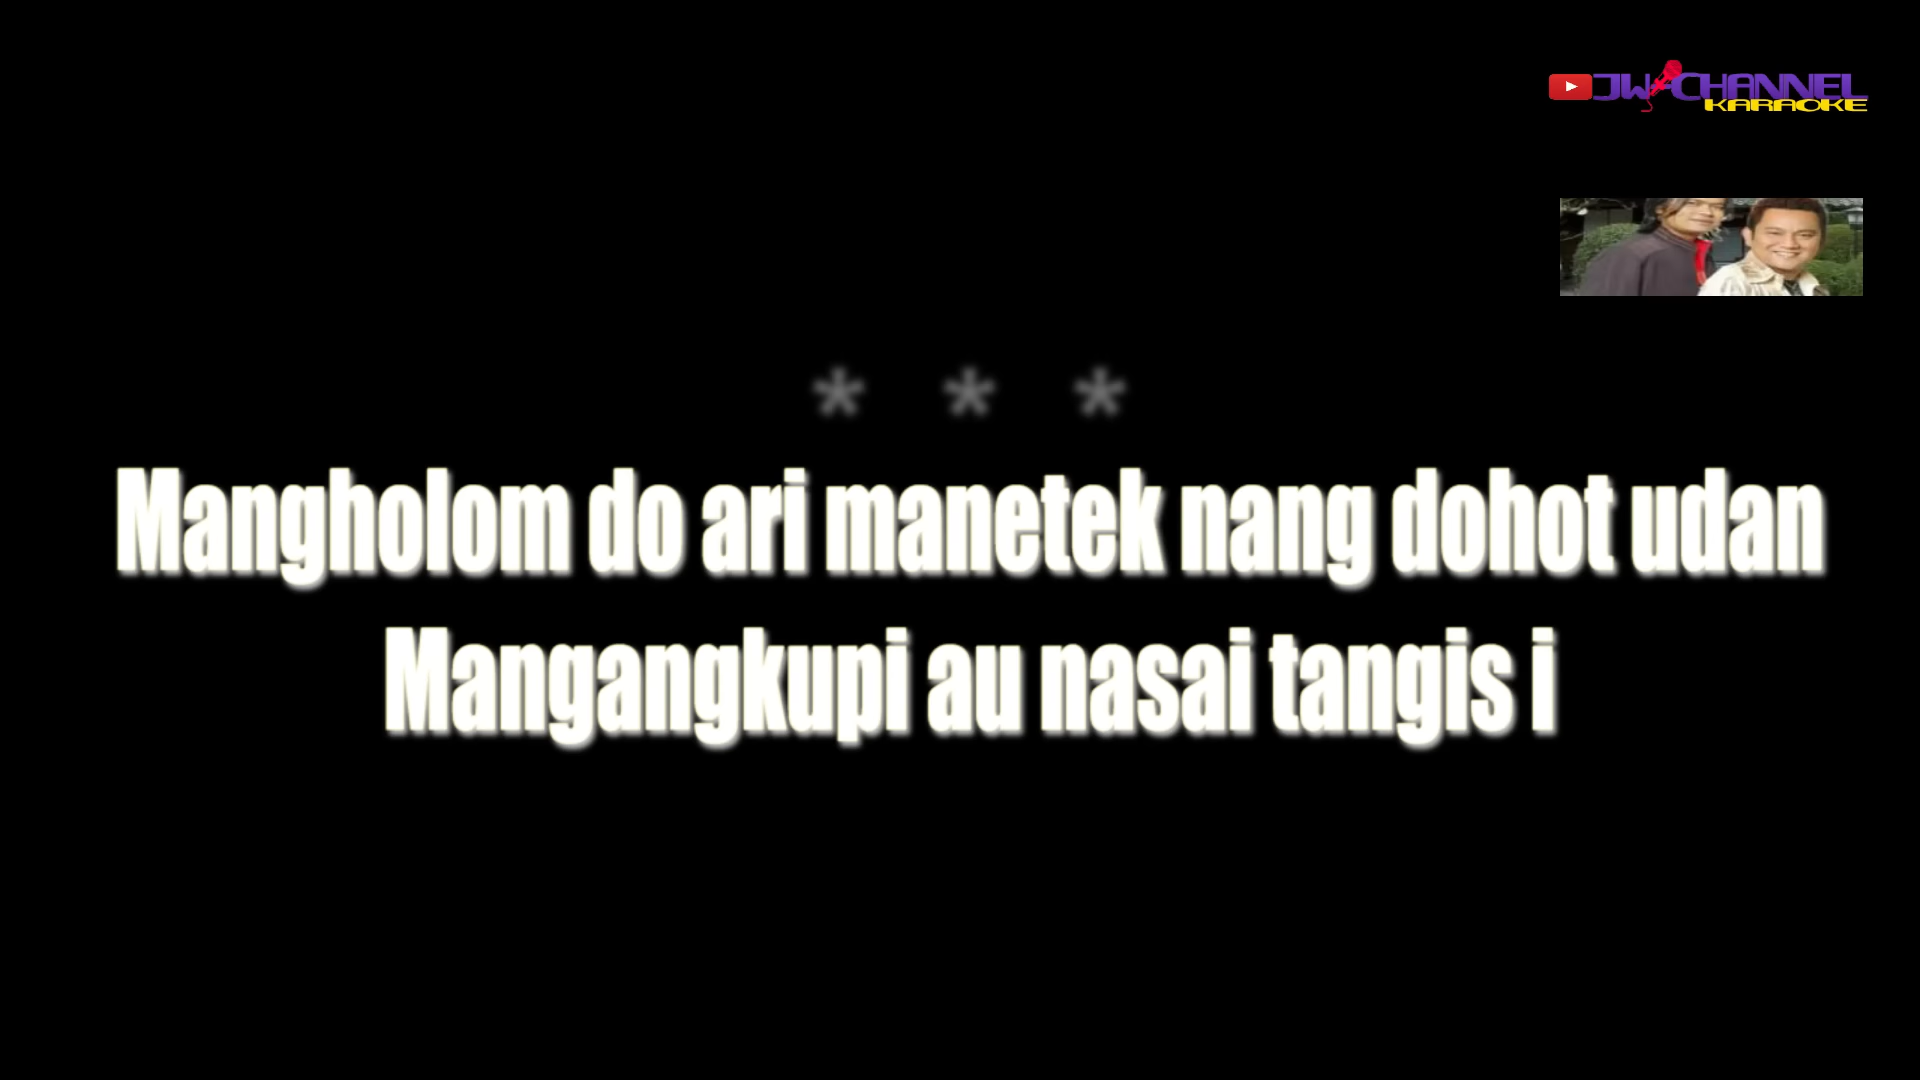 JW CHANNEL
KARAOKE
* * *
Mangholom do ari manetek nang dohot udan
Mangangkupi au nasai tangis i